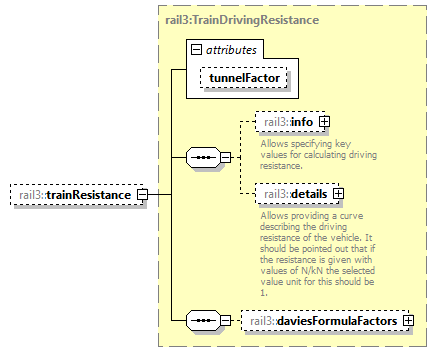 rail3:TrainDrivingResistance
attributes
tunnelFactor
rail3::info
Allows specifying key
values for calculating driving
resistance.
rail3::trainResistance
rail3::details
Allows providing a curve
describing the driving
resistance of the vehicle. It
should be pointed out that if
the resistance is given with
values of N/kN the selected
value unit for this should be
1.
rail3::daviesFormulaFactors